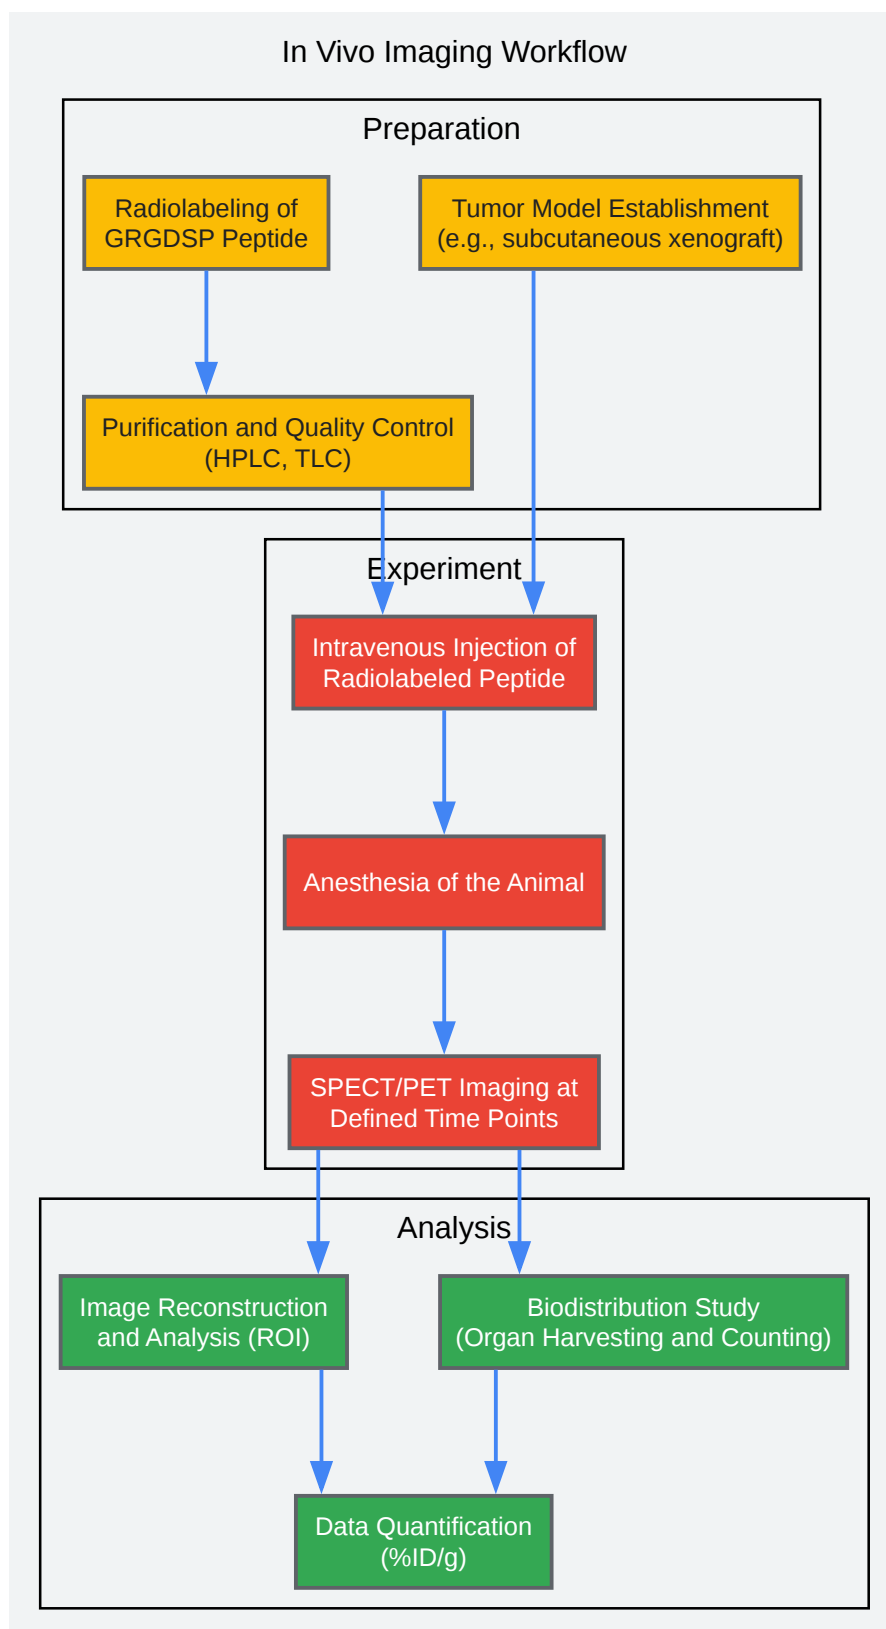 In Vivo Imaging Workflow
Preparation
Radiolabeling of
GRGDSP Peptide
Tumor Model Establishment
(e.g., subcutaneous xenograft)
Purification and Quality Control
(HPLC, TLC)
Experiment
Intravenous Injection of
Radiolabeled Peptide
Anesthesia of the Animal
SPECT/PET Imaging at
Defined Time Points
Analysis
Image Reconstruction
and Analysis (ROI)
Biodistribution Study
(Organ Harvesting and Counting)
Data Quantification
(%ID/g)